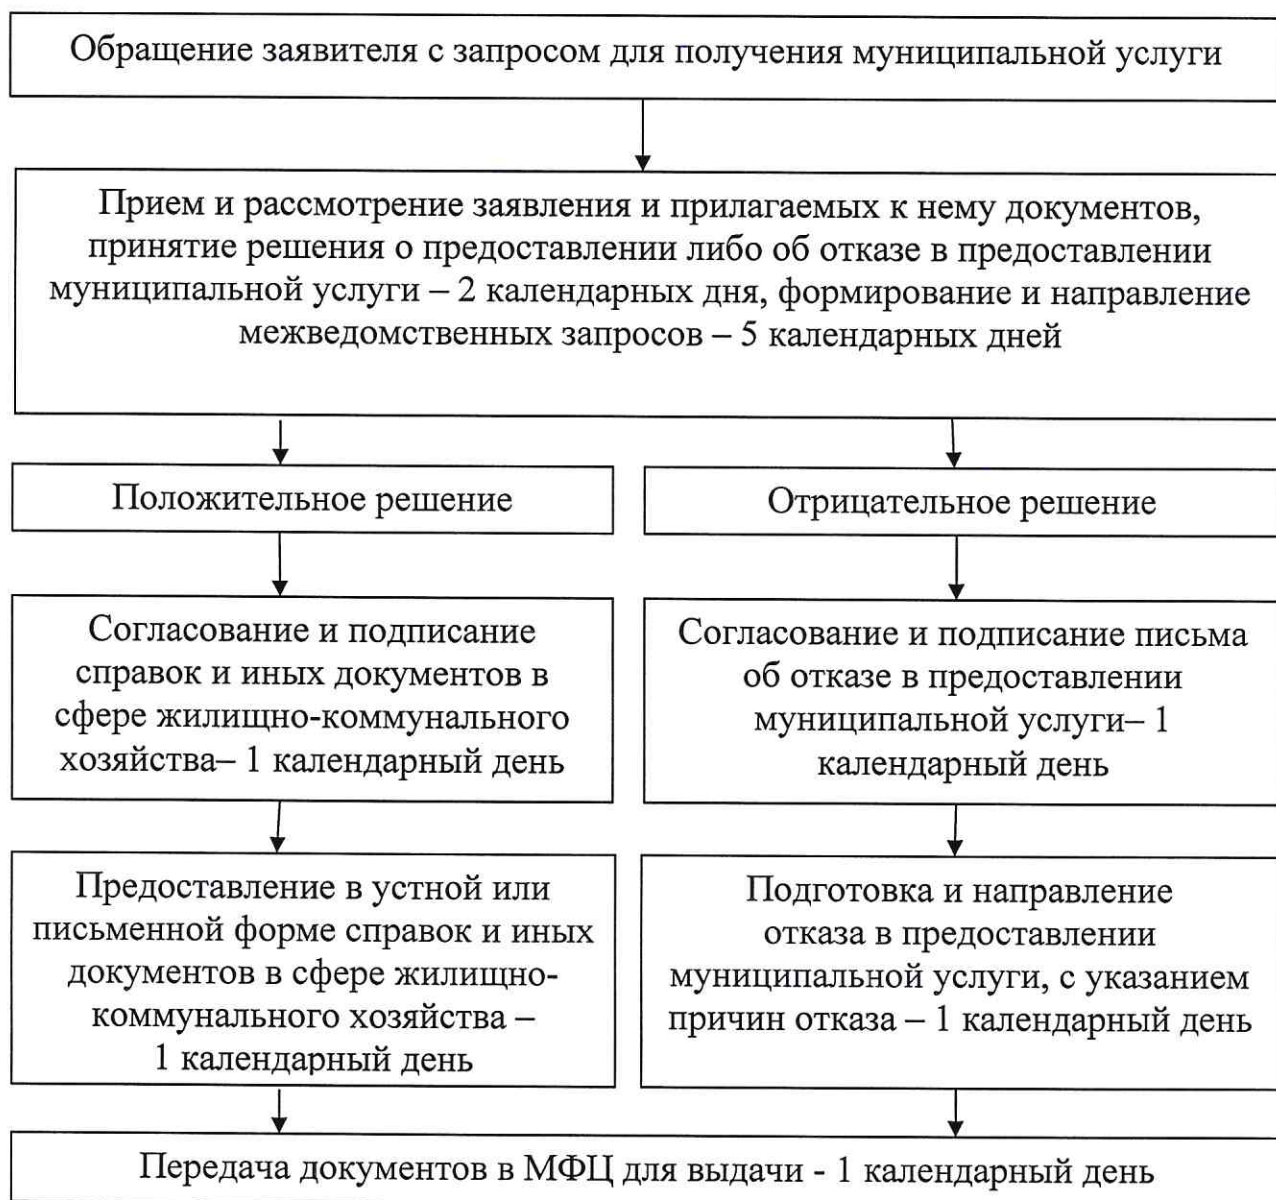 Обращение заявителя с запросом для получения муниципальной услуги
Прием и рассмотрение заявления и прилагаемых к нему документов,
принятие решения о предоставлении либо об отказе в предоставлении
муниципальной услуги – 2 календарных дня, формирование и направление
межведомственных запросов – 5 календарных дней
Положительное решение
Отрицательное решение
Согласование и подписание
справок и иных документов в
сфере жилищно-коммунального
хозяйства– 1 календарный день
Согласование и подписание письма
об отказе в предоставлении
муниципальной услуги– 1
календарный день
Предоставление в устной или
письменной форме справок и иных
документов в сфере жилищно-
коммунального хозяйства –
1 календарный день
Подготовка и направление
отказа в предоставлении
муниципальной услуги, с указанием
причин отказа – 1 календарный день
Передача документов в МФЦ для выдачи - 1 календарный день